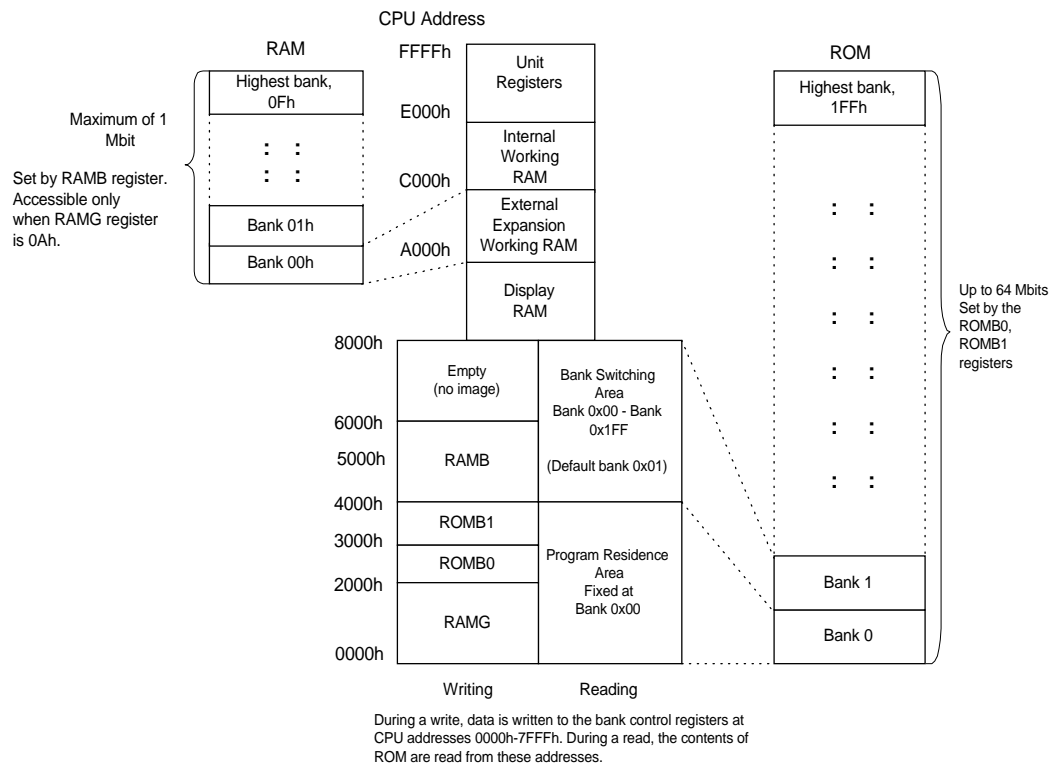 CPU Address
RAM
Highest bank,
0Fh
: :
: :
Bank 01h
Bank 00h
Maximum of 1
Mbit
Set by RAMB register.
Accessible only
when RAMG register
is 0Ah.
FFFFh
E000h
C000h
A000h
8000h
6000h
5000h
4000h
3000h
2000h
0000h
Unit
Registers
Internal
Working
RAM
External
Expansion
Working RAM
Display
RAM
Empty
(no image)
RAMB
ROMB1
ROMB0
RAMG
Bank Switching
Area
Bank 0x00 - Bank
0x1FF
(Default bank 0x01)
Program Residence
Area
Fixed at
Bank 0x00
Writing
Reading
ROM
Highest bank,
1FFh
: :
: :
: :
: :
: :
: :
Bank 1
Bank 0
Up to 64 Mbits
Set by the
ROMB0,
ROMB1
registers
During a write, data is written to the bank control registers at
CPU addresses 0000h-7FFFh. During a read, the contents of
ROM are read from these addresses.